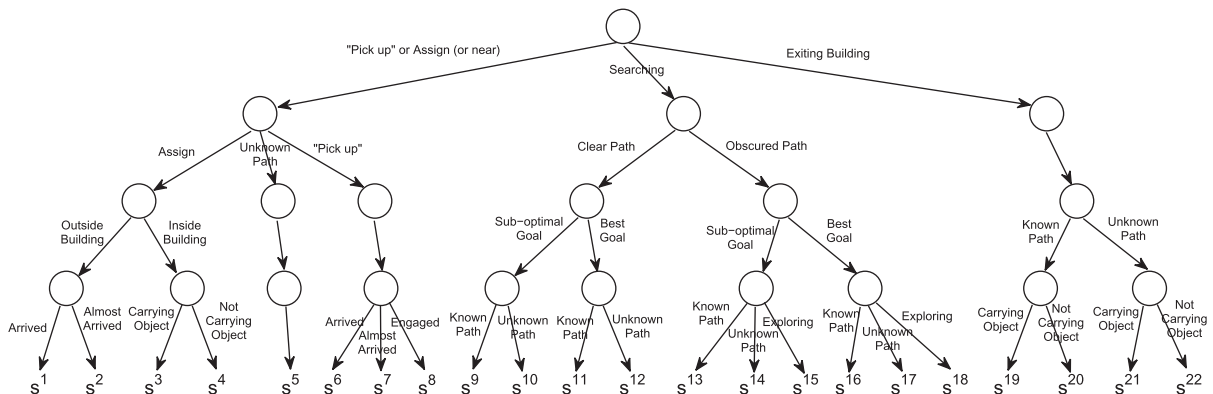 "Pick up" or Assign (or near)
Searching
Exiting Building
Assign
Unknown
Path
"Pick up"
Clear Path
Obscured Path
Outside
Building
Inside
Building
Sub−optimal
Goal
Best
Goal
Sub−optimal
Goal
Best
Goal
Known
Path
Unknown
Path
Arrived
Almost
Arrived
Carrying
Object
Not
Carrying
Object
Arrived
Almost
Arrived
Engaged
Known
Path
Unknown
Path
Known
Path
Unknown
Path
Known
Path
Unknown
Path
Exploring
Known
Path
Unknown
Path
Exploring
Carrying
Object
Not
Carrying
Object
Carrying
Object
Not
Carrying
Object
S1 S2 S3 S4 S5 S6 S7 S8 S9 S10 S11 S12 S13 S14 S15 S16 S17 S18 S19 S20 S21 S22